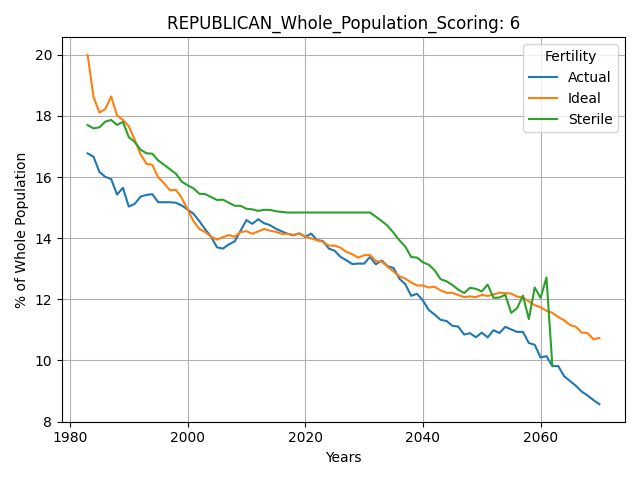 REPUBLICAN_Whole_Population_Scoring: 6
Fertility
Actual
Ideal
Sterile
% of Whole Population
20
18
16
14
12
10
8
1980
2000
2020
2040
2060
Years